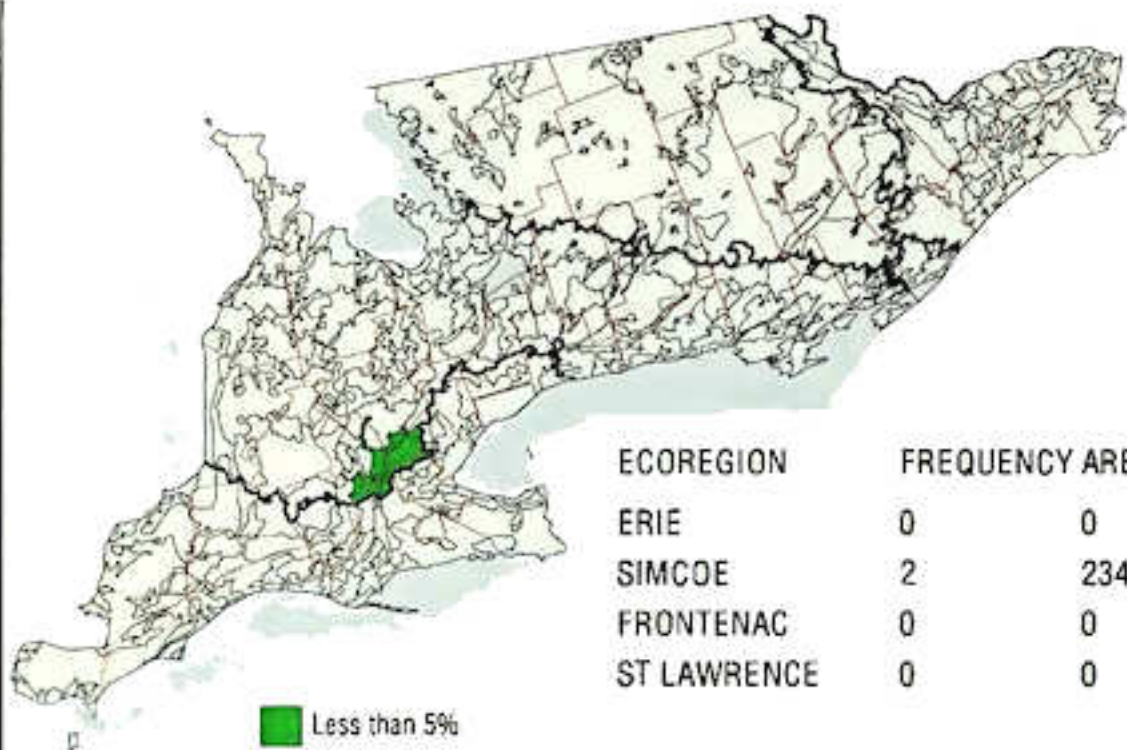 ECOREGION FREQUENCY
ERIE 0 0
SIMCOE 2 234
FRONTENAC 0 0
ST LAWRENCE 0 0
Less than 5%